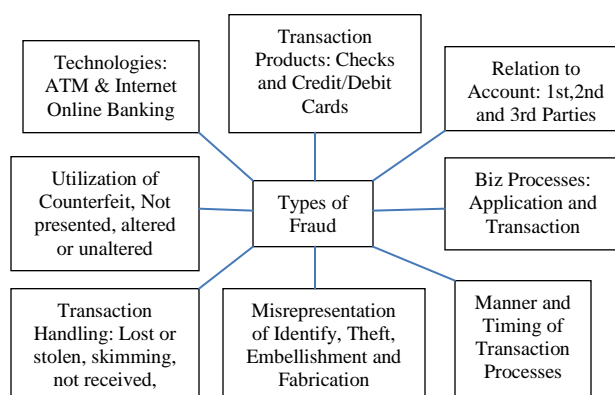 Technologies:
ATM & Internet
Online Banking
Transaction
Products: Checks
and Credit/Debit
Cards
Relation to
Account: 1st,2nd
and 3rd Parties
Utilization of
Counterfeit, Not
presented, altered
or unaltered
Types of
Fraud
Biz Processes:
Application and
Transaction
Transaction
Handling: Lost or
stolen, skimming,
not received,
Misrepresentation
of Identify, Theft,
Embellishment and
Fabrication
Manner and
Timing of
Transaction
Processes